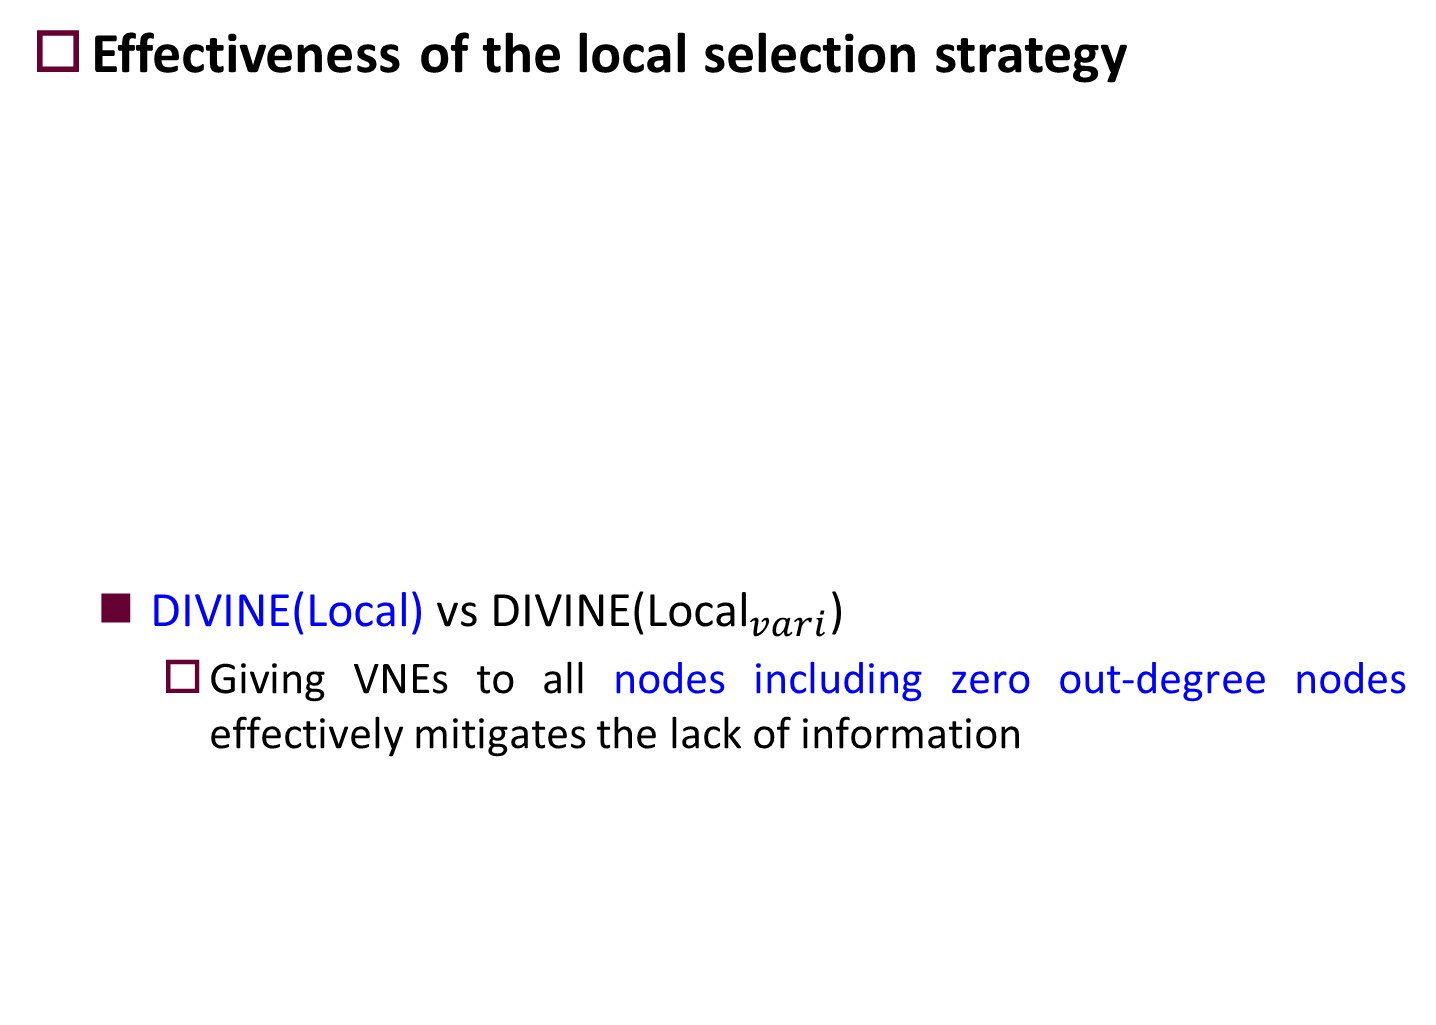 Effectiveness of the local selection strategy
DIVINE(Local) vs DIVINE(Local_vari)
Giving VNEs to all nodes including zero out-degree nodes
effectively mitigates the lack of information